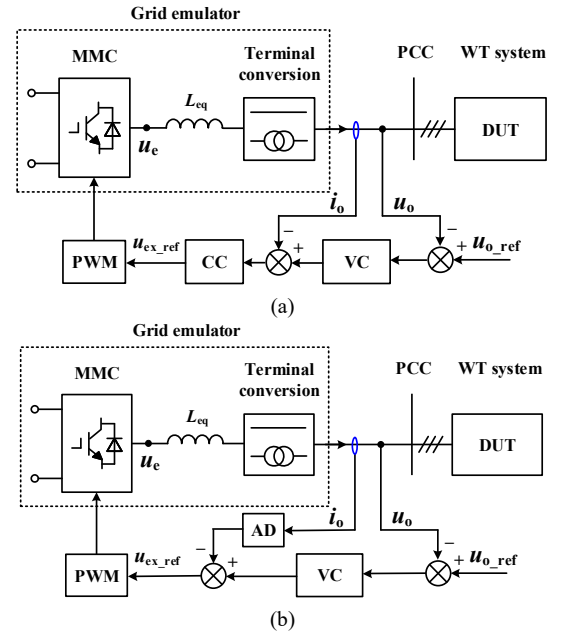 Grid emulator
MMC
Terminal
conversion
PCC
WT system
L_eq
u_e
DUT
i_o
u_o
−
−
+
+
u_o_ref
u_ex_ref
PWM
CC
VC
(a)
Grid emulator
MMC
Terminal
conversion
PCC
WT system
L_eq
u_e
DUT
i_o
u_o
AD
−
−
+
+
u_o_ref
u_ex_ref
PWM
VC
(b)